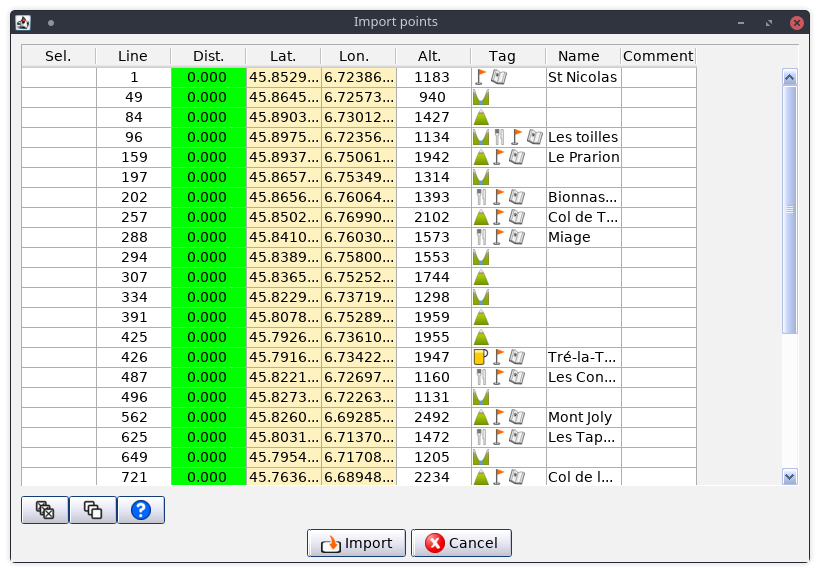 Import points
Sel. Line Dist. Lat. Lon. Alt. Tag Name Comment
1 0.000 45.8529... 6.72386... 1183 St Nicolas
49 0.000 45.8645... 6.72573... 940
84 0.000 45.8903... 6.73012... 1427
96 0.000 45.8975... 6.72356... 1134 Les toilles
159 0.000 45.8937... 6.75061... 1942 Le Prarion
197 0.000 45.8657... 6.75349... 1314
202 0.000 45.8656... 6.76064... 1393 Bionnas...
257 0.000 45.8502... 6.76990... 2102 Col de T...
288 0.000 45.8410... 6.76030... 1573 Miage
294 0.000 45.8389... 6.75800... 1553
307 0.000 45.8365... 6.75252... 1744
334 0.000 45.8229... 6.73719... 1298
391 0.000 45.8078... 6.75289... 1959
425 0.000 45.7926... 6.73610... 1955
426 0.000 45.7916... 6.73422... 1947 Tré-la-T...
487 0.000 45.8221... 6.72697... 1160 Les Con...
496 0.000 45.8273... 6.72263... 1131
562 0.000 45.8260... 6.69285... 2492 Mont Joly
625 0.000 45.8031... 6.71370... 1472 Les Tap...
649 0.000 45.7954... 6.71708... 1205
721 0.000 45.7636... 6.68948... 2234 Col de l...
Import Cancel